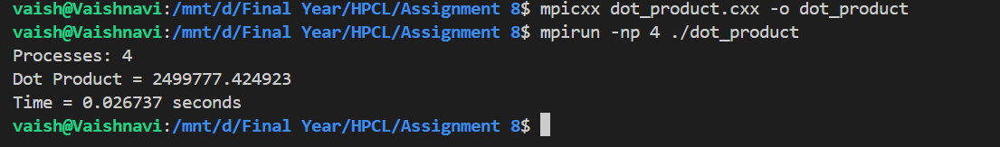 vaish@Vaishnavi:/mnt/d/Final Year/HPCL/Assignment 8$ mpicxx dot_product.cxx -o dot_product
vaish@Vaishnavi:/mnt/d/Final Year/HPCL/Assignment 8$ mpirun -np 4 ./dot_product
Processes: 4
Dot Product = 2499777.424923
Time = 0.026737 seconds
vaish@Vaishnavi:/mnt/d/Final Year/HPCL/Assignment 8$